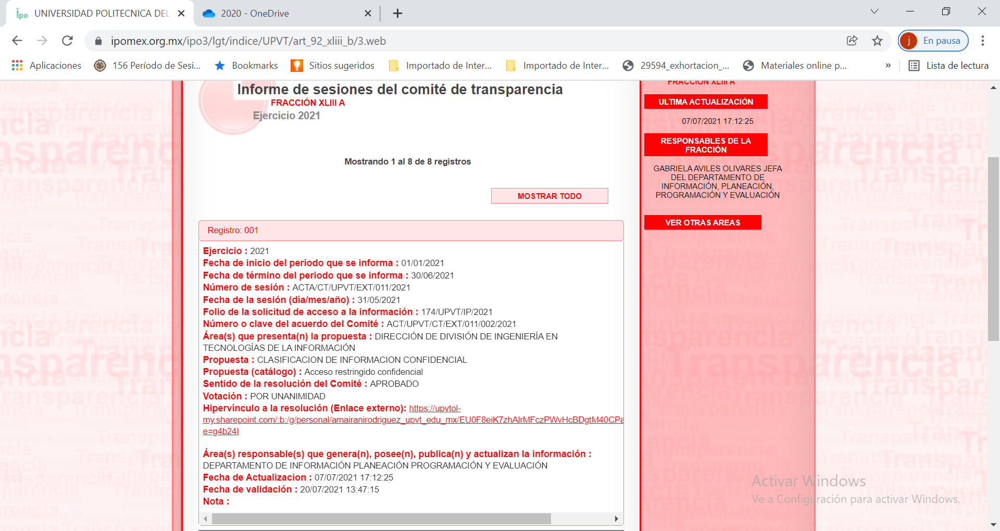 ipo UNIVERSIDAD POLITECNICA DEL
2020 - OneDrive
ipomex.org.mx/ipo3/lgt/indice/UPVT/art_92_xliii_b/3.web
j En pausa
Aplicaciones
156 Período de Sesi...
Bookmarks
Sitios sugeridos
Importado de Inter...
Importado de Inter...
29594_exhortacion_...
Materiales online p...
»
Lista de lectura
Informe de sesiones del comité de transparencia
FRACCIÓN XLIII A
Ejercicio 2021
Mostrando 1 al 8 de 8 registros
MOSTRAR TODO
Registro: 001
Ejercicio : 2021
Fecha de inicio del periodo que se informa : 01/01/2021
Fecha de término del periodo que se informa : 30/06/2021
Número de sesión : ACTA/CT/UPVT/EXT/011/2021
Fecha de la sesión (día/mes/año) : 31/05/2021
Folio de la solicitud de acceso a la información : 174/UPVT/IP/2021
Número o clave del acuerdo del Comité : ACT/UPVT/CT/EXT/011/002/2021
Área(s) que presenta(n) la propuesta : DIRECCIÓN DE DIVISIÓN DE INGENIERÍA EN
TECNOLOGÍAS DE LA INFORMACIÓN
Propuesta : CLASIFICACION DE INFORMACION CONFIDENCIAL
Propuesta (catálogo) : Acceso restringido confidencial
Sentido de la resolución del Comité : APROBADO
Votación : POR UNANIMIDAD
Hipervínculo a la resolución (Enlace externo): https://upvtol-
my.sharepoint.com/:b:/g/personal/amairanirodriguez_upvt_edu_mx/EU0F8eiK7zhAlrMFczPWvHcBDgtM40CPa
e=g4b24I
Área(s) responsable(s) que genera(n), posee(n), publica(n) y actualizan la información :
DEPARTAMENTO DE INFORMACIÓN PLANEACIÓN PROGRAMACIÓN Y EVALUACIÓN
Fecha de Actualizacion : 07/07/2021 17:12:25
Fecha de validación : 20/07/2021 13:47:15
Nota :
FRACCIÓN XLIII A
ULTIMA ACTUALIZACIÓN
07/07/2021 17:12:25
RESPONSABLES DE LA
FRACCIÓN
GABRIELA AVILES OLIVARES JEFA
DEL DEPARTAMENTO DE
INFORMACIÓN, PLANEACIÓN,
PROGRAMACIÓN Y EVALUACIÓN
VER OTRAS AREAS
Transparencia
Activar Windows
Ve a Configuración para activar Windows.